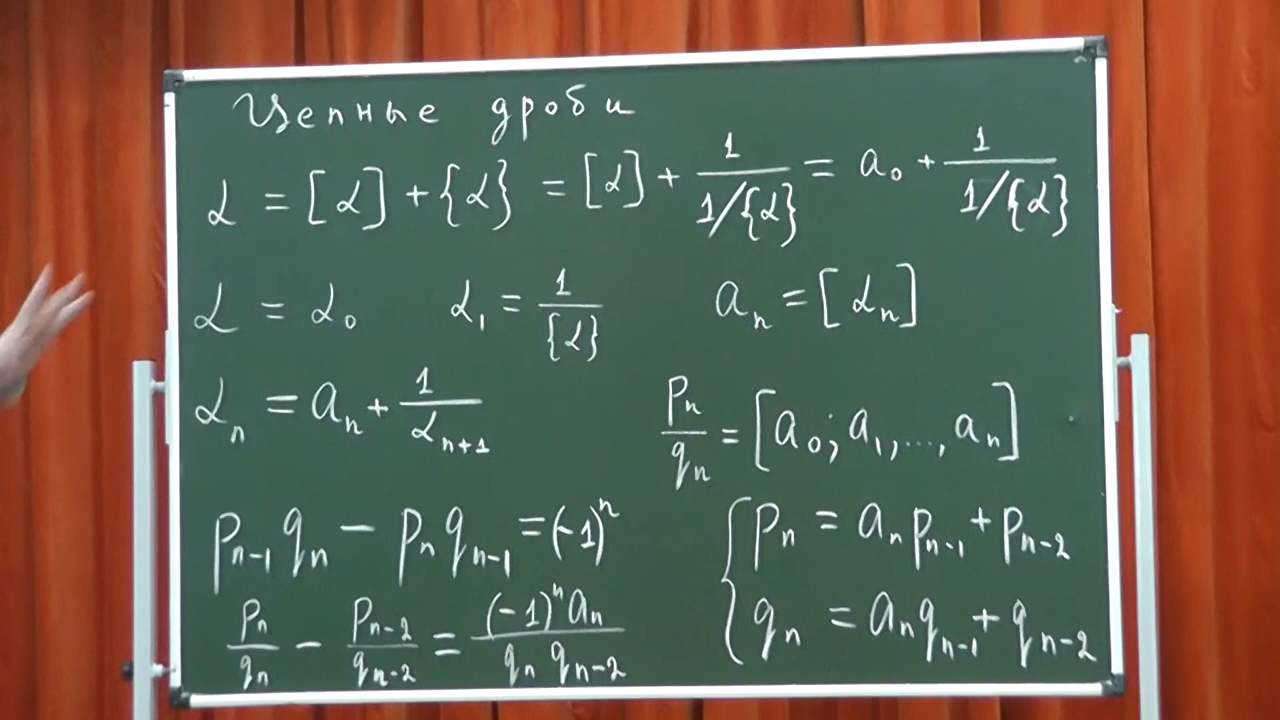 Цепные дроби
α = [α] + {α} = [α] + 1/(1/{α}) = a₀ + 1/(1/{α})
α = α₀ α₁ = 1/{α} aₙ = [αₙ]
αₙ = aₙ + 1/αₙ₊₁
pₙ/qₙ = [a₀; a₁, ..., aₙ]
pₙ₋₁qₙ − pₙqₙ₋₁ = (−1)ⁿ
pₙ/qₙ − pₙ₋₂/qₙ₋₂ = (−1)ⁿaₙ/(qₙqₙ₋₂)
{ pₙ = aₙpₙ₋₁ + pₙ₋₂
qₙ = aₙqₙ₋₁ + qₙ₋₂